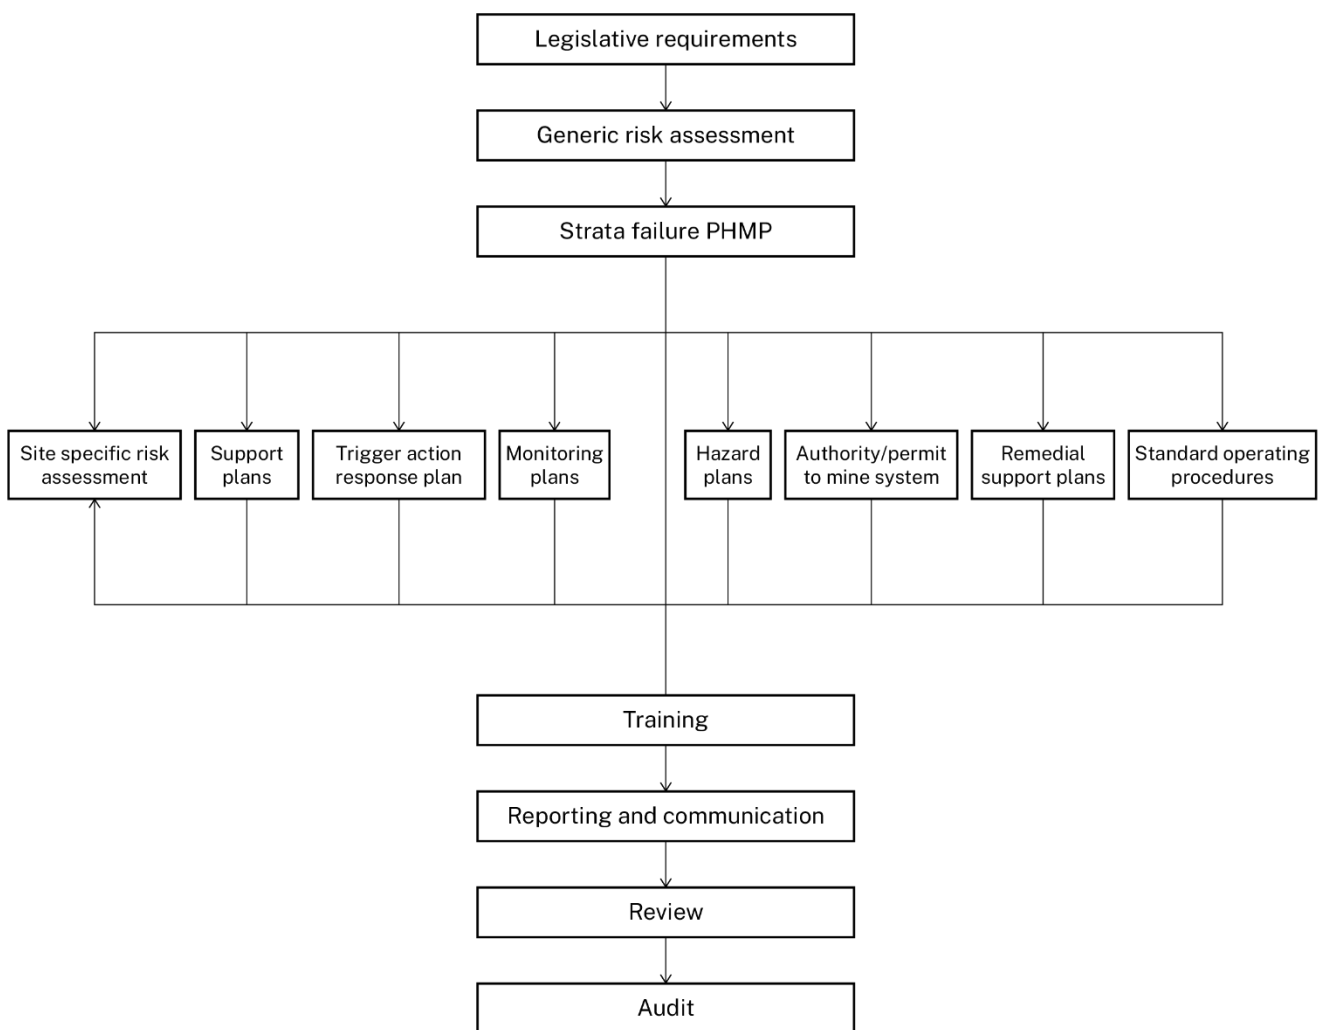 Legislative requirements
Generic risk assessment
Strata failure PHMP
Site specific risk
assessment
Support
plans
Trigger action
response plan
Monitoring
plans
Hazard
plans
Authority/permit
to mine system
Remedial
support plans
Standard operating
procedures
Training
Reporting and communication
Review
Audit